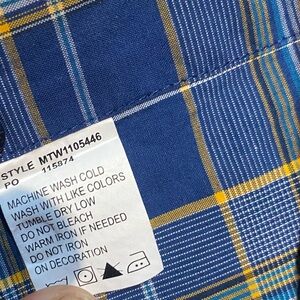 STYLE MTW1105446
PO 115874
MACHINE WASH COLD
WASH WITH LIKE COLORS
TUMBLE DRY LOW
DO NOT BLEACH
WARM IRON IF NEEDED
DO NOT IRON
ON DECORATION